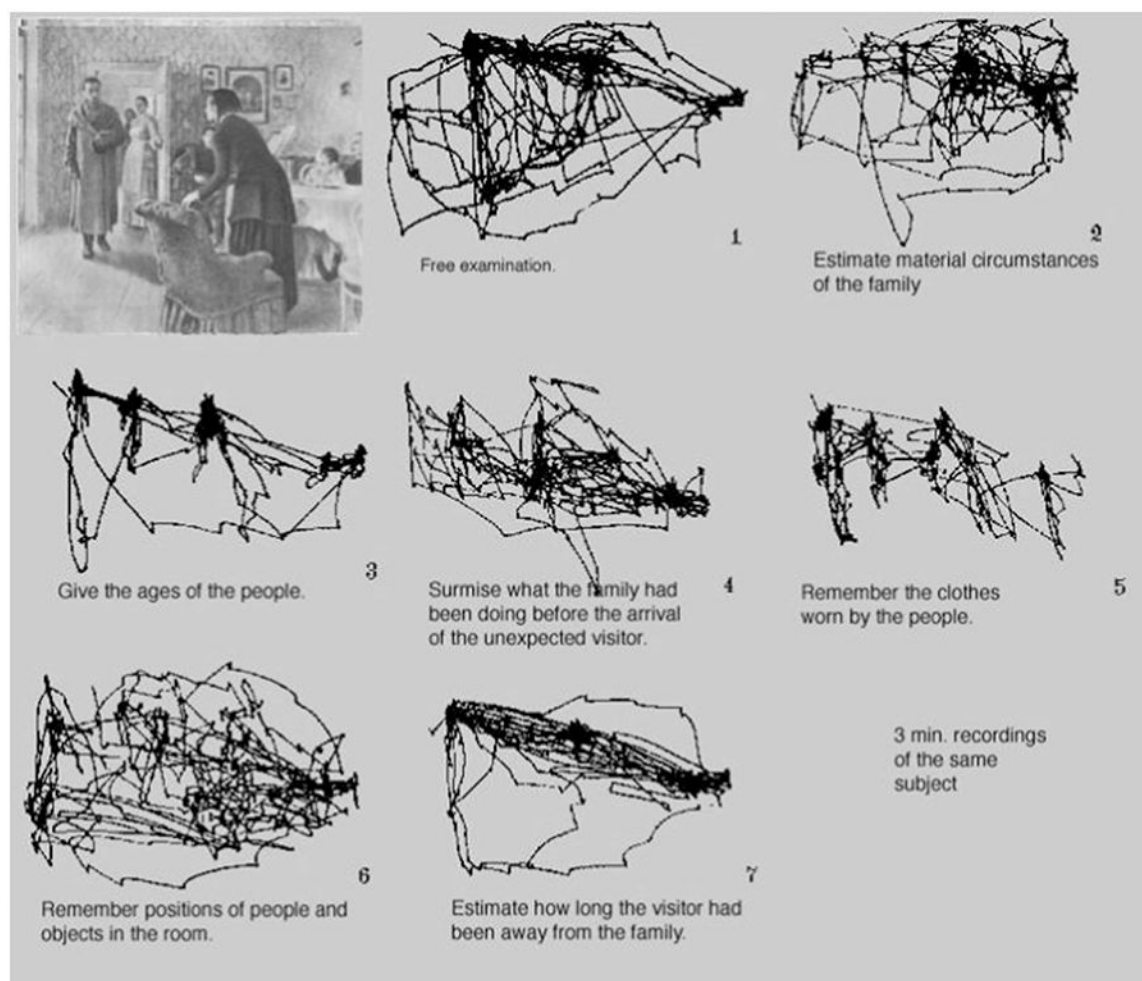 1
Free examination.
2
Estimate material circumstances
of the family
3
Give the ages of the people.
4
Surmise what the family had
been doing before the arrival
of the unexpected visitor.
5
Remember the clothes
worn by the people.
6
Remember positions of people and
objects in the room.
7
Estimate how long the visitor had
been away from the family.
3 min. recordings
of the same
subject